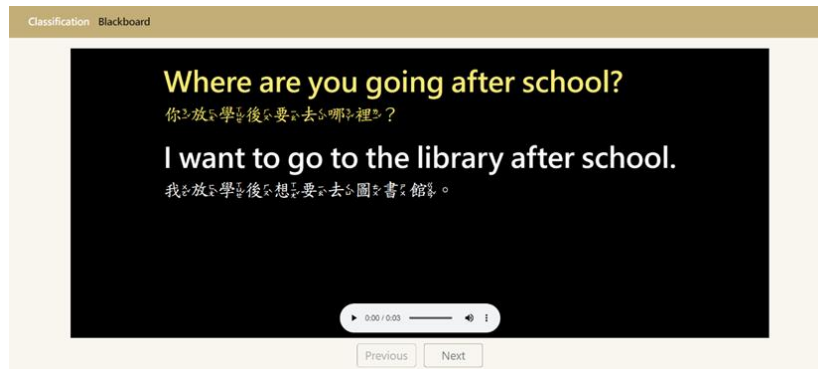 Classification Blackboard
Where are you going after school?
你放學後要去哪裡？
I want to go to the library after school.
我放學後想要去圖書館。
0:00 / 0:03
Previous Next